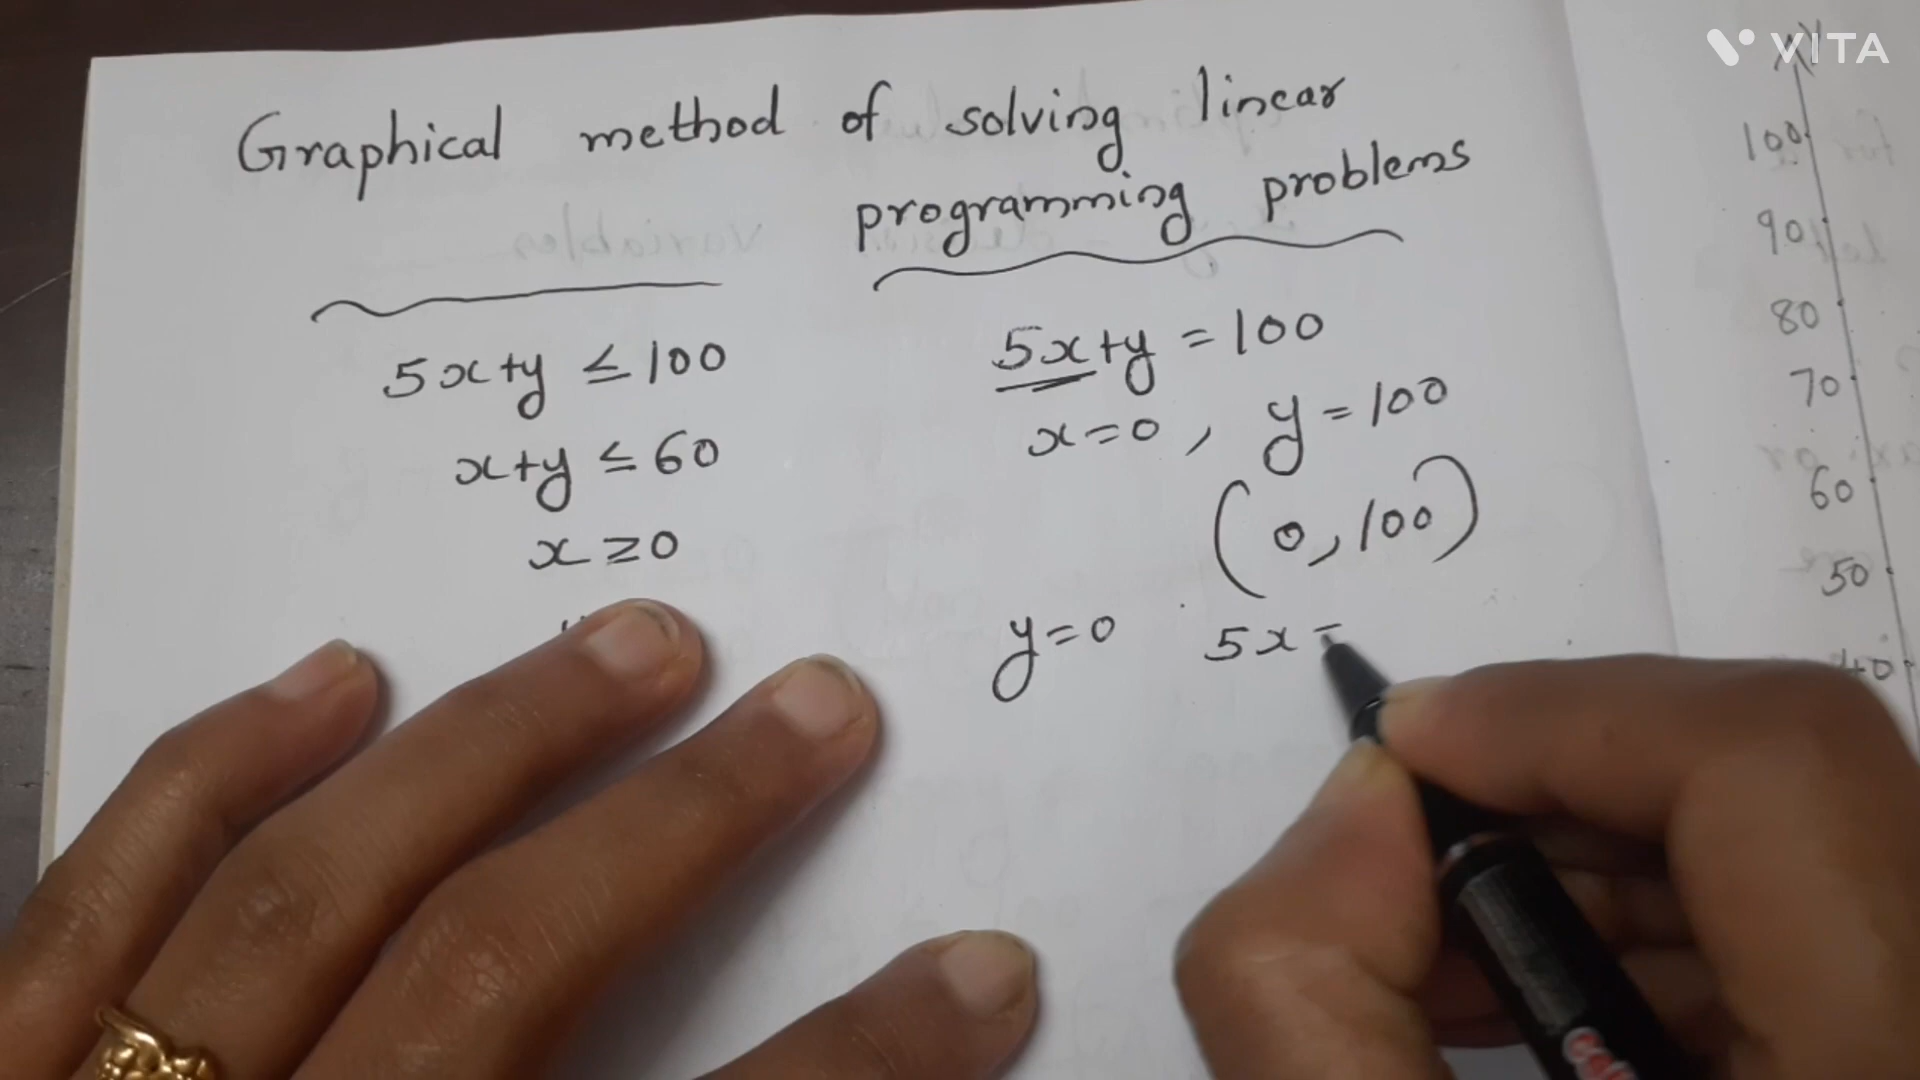 VITA
Graphical method of solving linear
programming problems
5x+y ≤ 100
x+y ≤ 60
x ≥ 0
5x+y = 100
x=0, y=100
(0, 100)
y=0 5x =
100
90
80
70
60
50
40